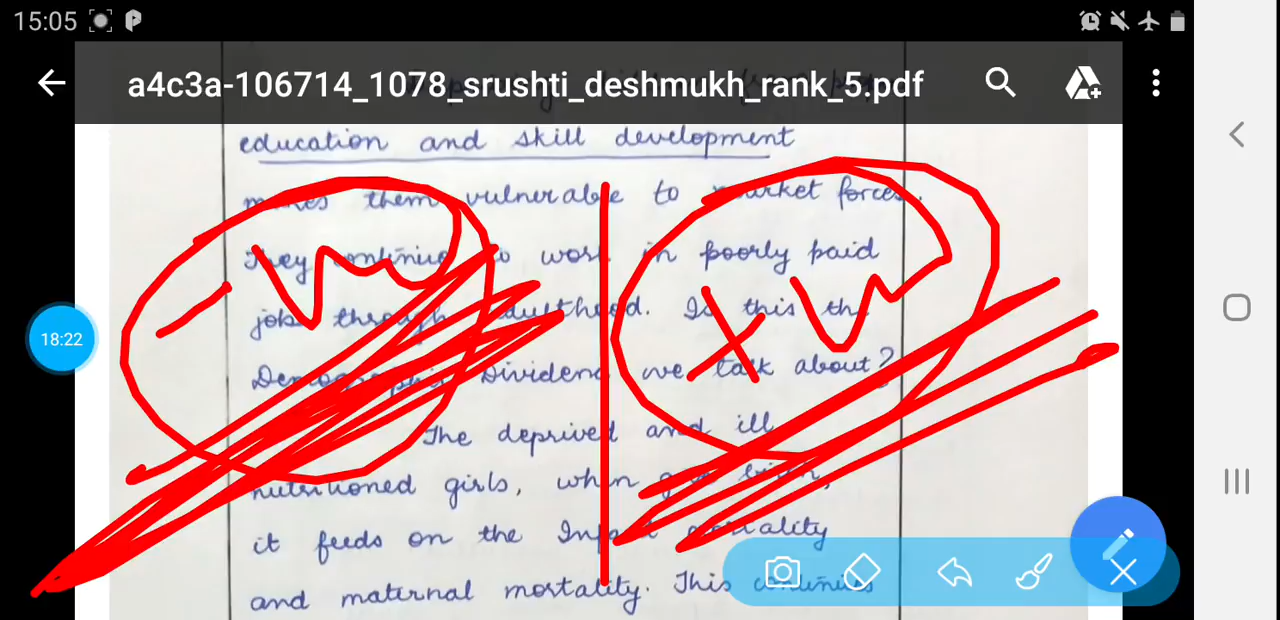 15:05
a4c3a-106714_1078_srushti_deshmukh_rank_5.pdf
education and skill development
makes them vulnerable to market forces.
They continue to work in poorly paid
jobs through adulthood. Is this the
Demographic Dividend we talk about?
The deprived and ill
nutritioned girls, when give birth,
it feeds on the Infant mortality
and maternal mortality. This continues
18:22